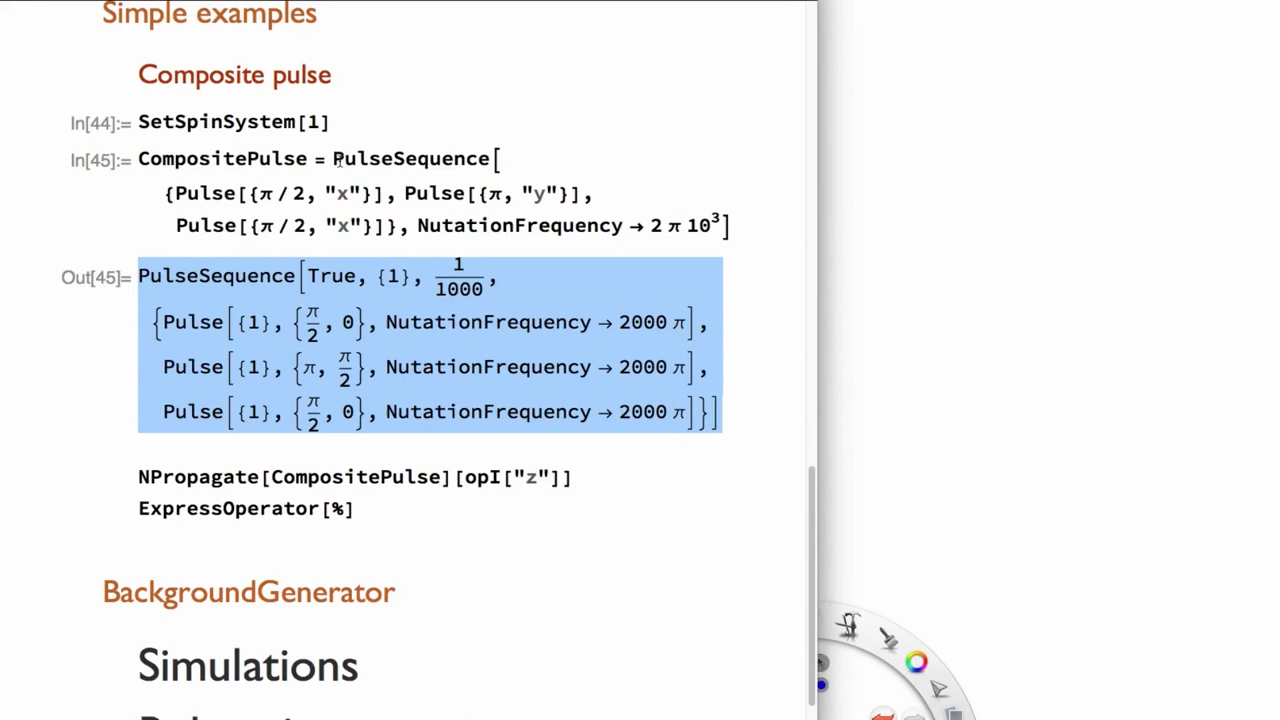 Simple examples
Composite pulse
In[44]:= SetSpinSystem[1]
In[45]:= CompositePulse = PulseSequence[
{Pulse[{π / 2, "x"}], Pulse[{π, "y"}],
Pulse[{π / 2, "x"}]}, NutationFrequency → 2 π 10³]
Out[45]= PulseSequence[True, {1}, 1/1000,
{Pulse[{1}, {π/2, 0}, NutationFrequency → 2000 π],
Pulse[{1}, {π, π/2}, NutationFrequency → 2000 π],
Pulse[{1}, {π/2, 0}, NutationFrequency → 2000 π]}]
NPropagate[CompositePulse][opI["z"]]
ExpressOperator[%]
BackgroundGenerator
Simulations